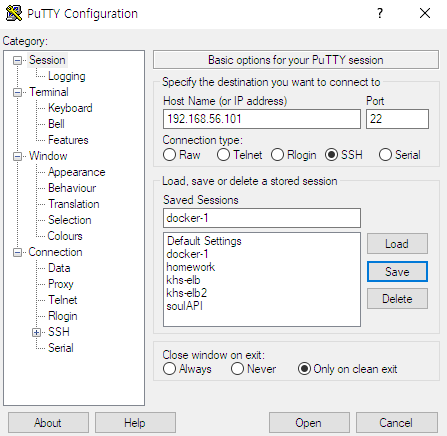 PuTTY Configuration
?
Category:
Session
Logging
Terminal
Keyboard
Bell
Features
Window
Appearance
Behaviour
Translation
Selection
Colours
Connection
Data
Proxy
Telnet
Rlogin
SSH
Serial
Basic options for your PuTTY session
Specify the destination you want to connect to
Host Name (or IP address) Port
192.168.56.101 22
Connection type:
Raw Telnet Rlogin SSH Serial
Load, save or delete a stored session
Saved Sessions
docker-1
Default Settings
docker-1
homework
khs-elb
khs-elb2
soulAPI
Load
Save
Delete
Close window on exit:
Always Never Only on clean exit
About Help Open Cancel